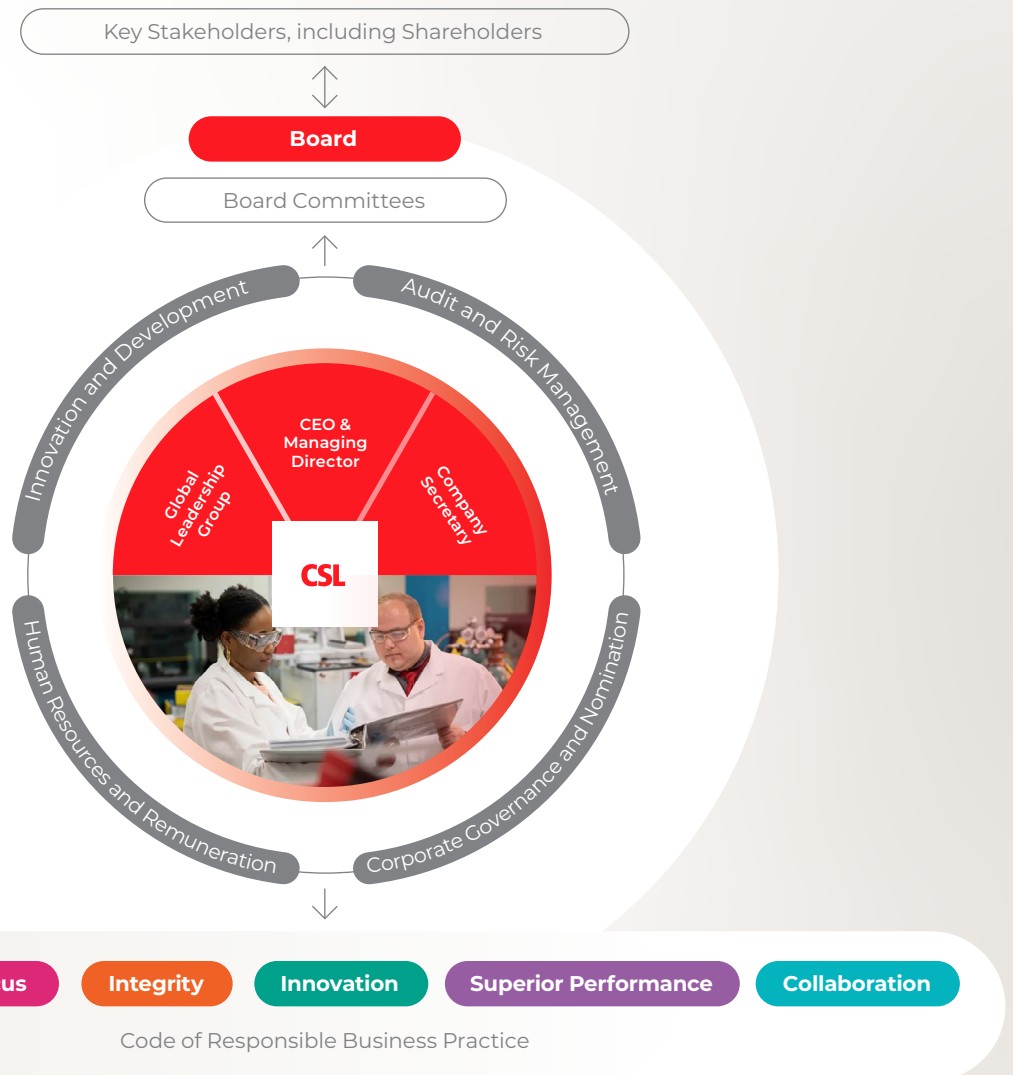 Key Stakeholders, including Shareholders
Board
Board Committees
Innovation and Development
Audit and Risk Management
CEO &
Managing
Director
Global
Leadership
Group
Company
Secretary
CSL
Human Resources and Remuneration
Corporate Governance and Nomination
Integrity
Innovation
Superior Performance
Collaboration
Code of Responsible Business Practice